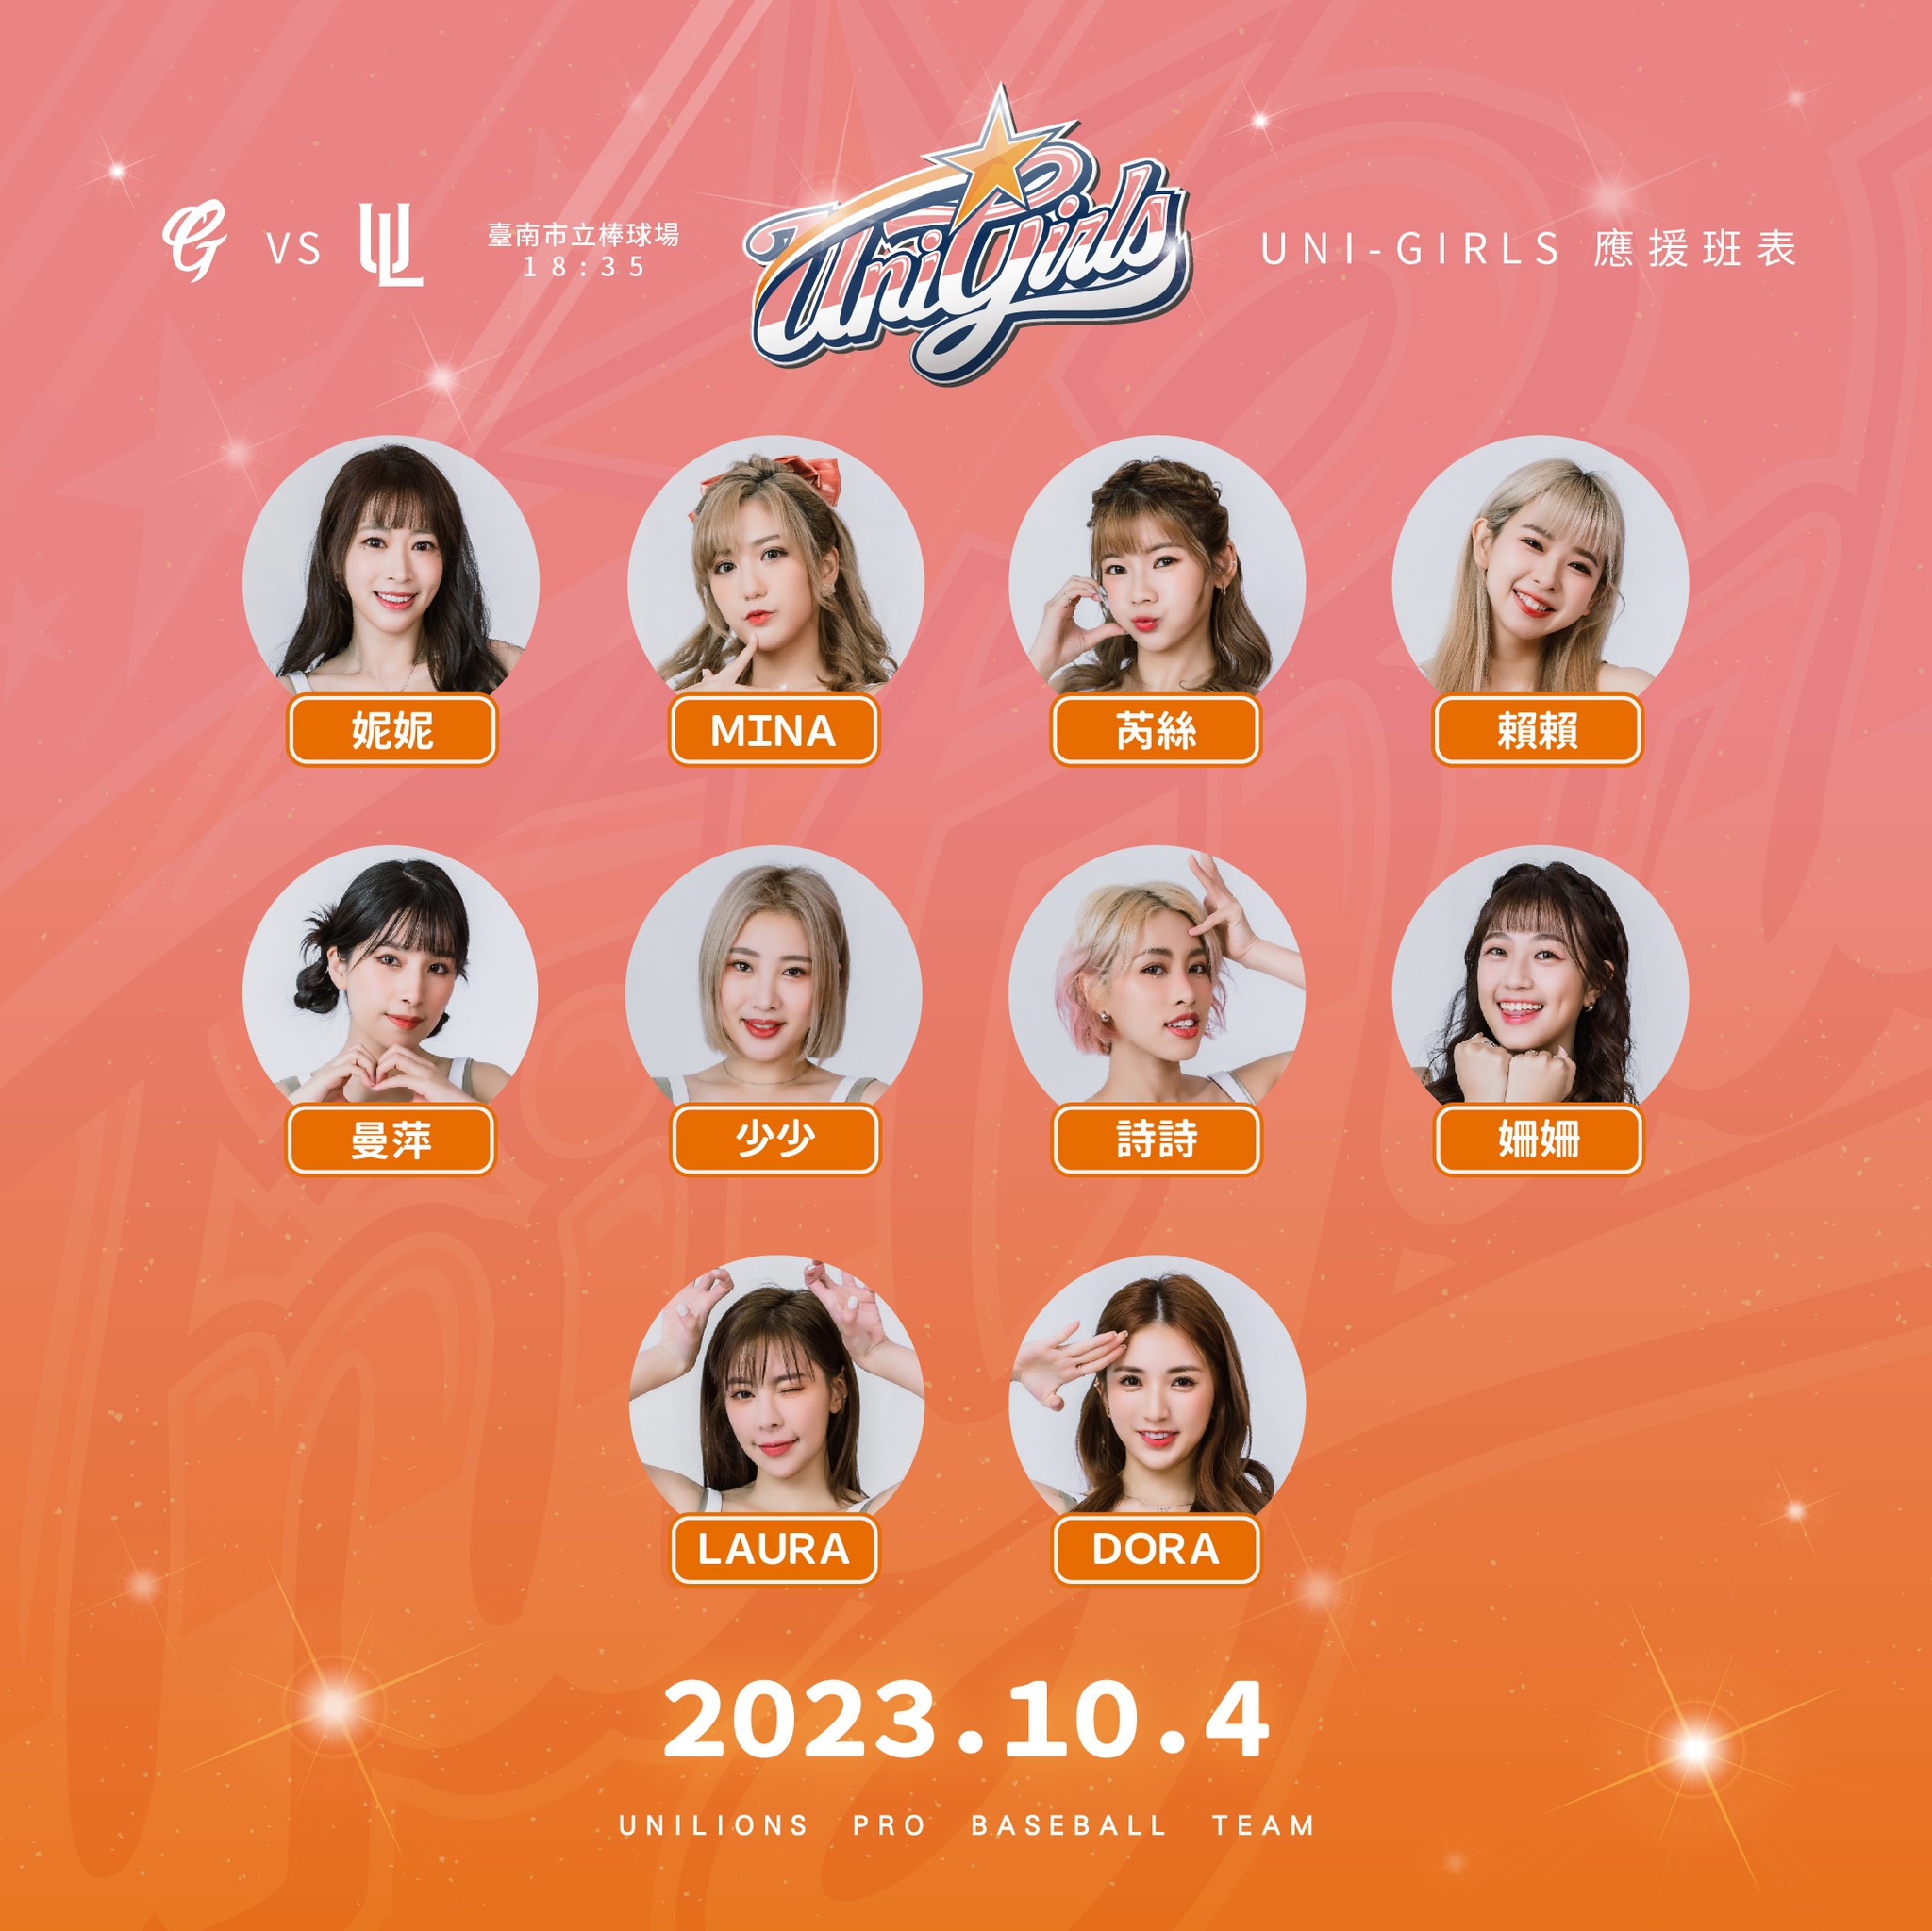 G VS UL
臺南市立棒球場
18:35
UniGirls
UNI-GIRLS 應援班表
妮妮
MINA
芮絲
賴賴
曼萍
少少
詩詩
姍姍
LAURA
DORA
2023.10.4
UNILIONS PRO BASEBALL TEAM